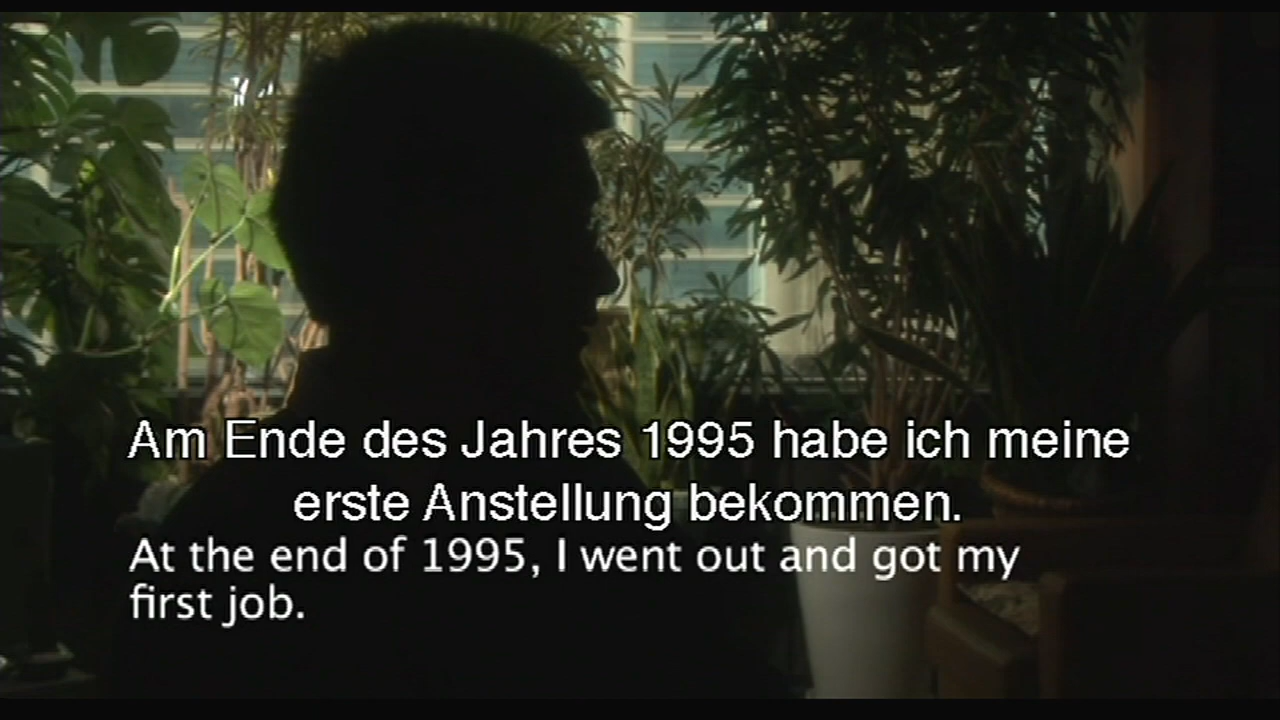 Am Ende des Jahres 1995 habe ich meine
erste Anstellung bekommen.
At the end of 1995, I went out and got my
first job.